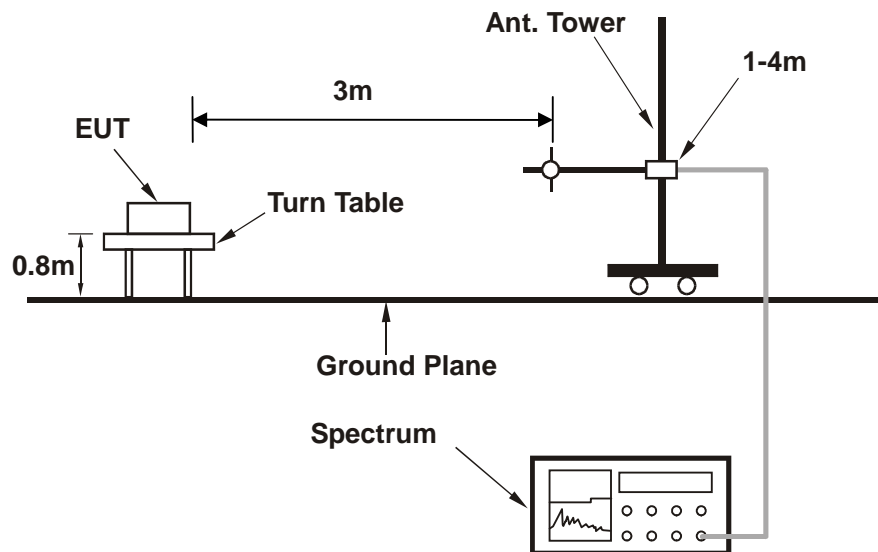 Ant. Tower
1-4m
3m
EUT
Turn Table
0.8m
Ground Plane
Spectrum